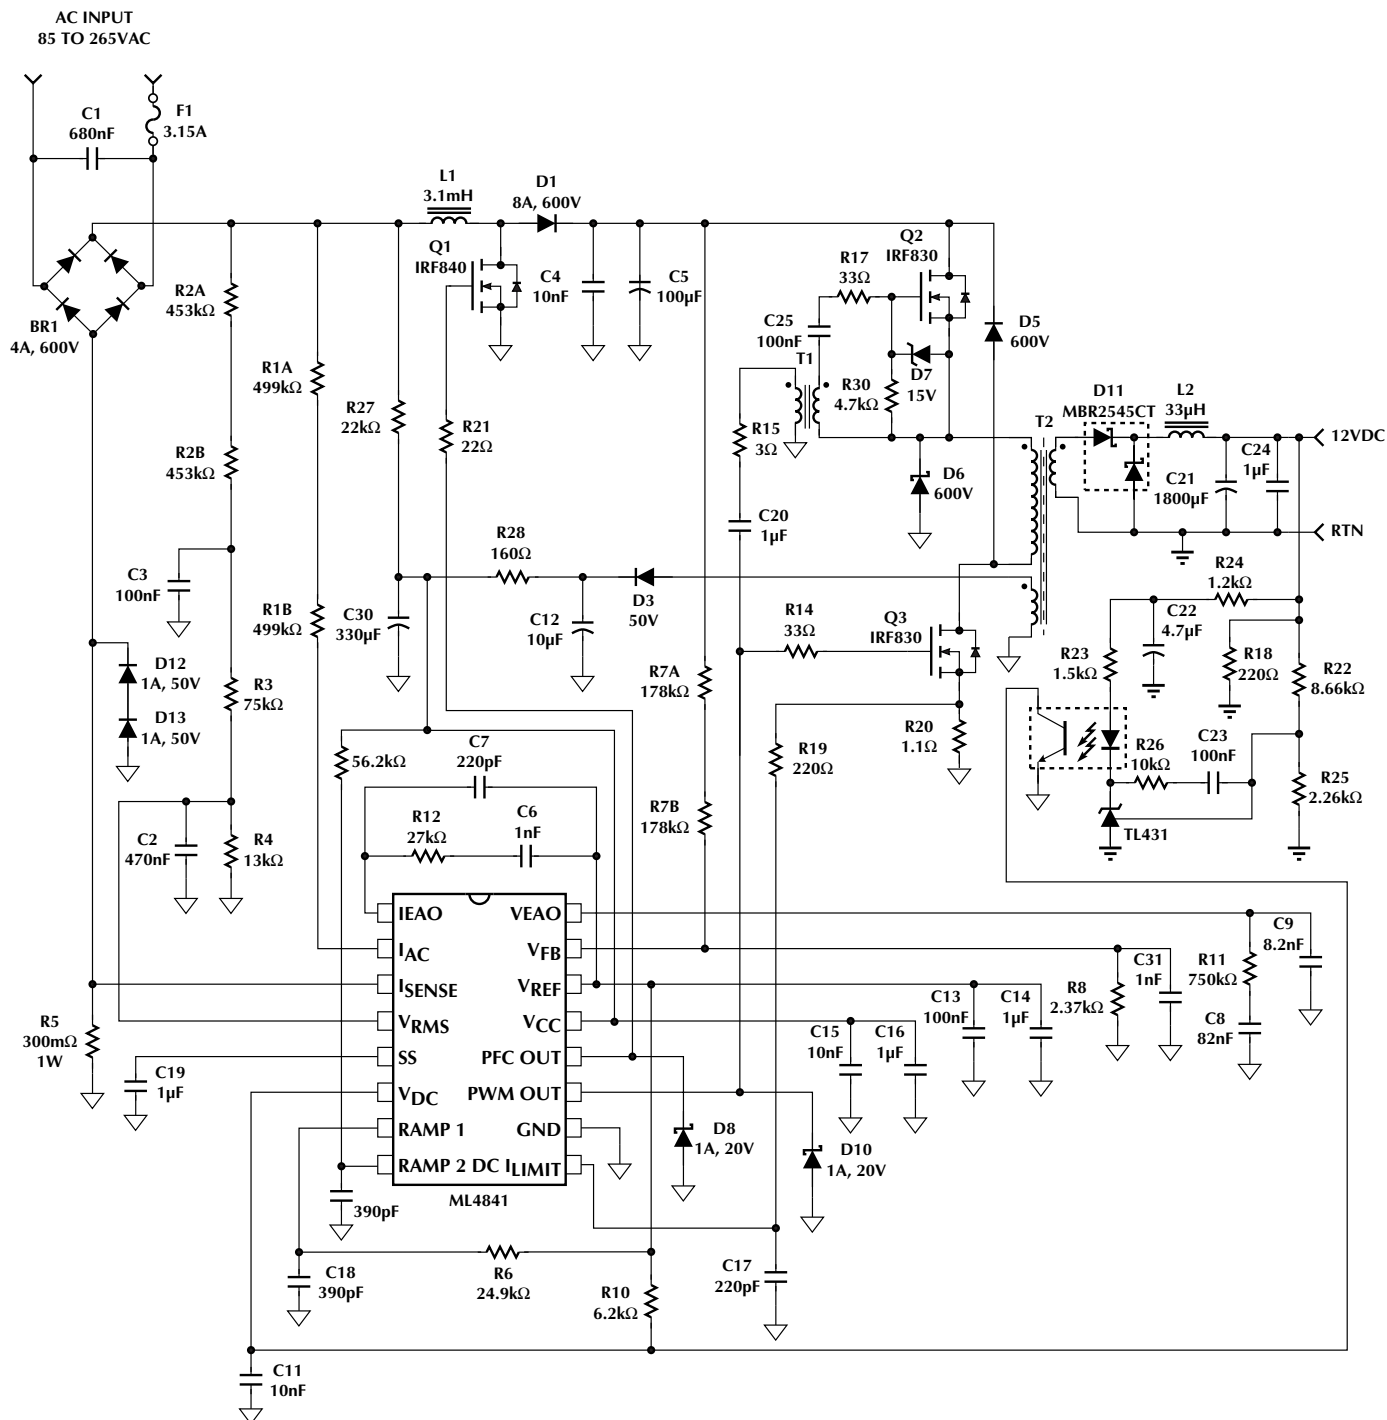 AC INPUT
85 TO 265VAC
C1
680nF
F1
3.15A
BR1
4A, 600V
R2A
453kΩ
R2B
453kΩ
R1A
499kΩ
R1B
499kΩ
R27
22kΩ
L1
3.1mH
D1
8A, 600V
Q1
IRF840
C4
10nF
C5
100µF
R21
22Ω
R17
33Ω
Q2
IRF830
C25
100nF
T1
R30
4.7kΩ
D7
15V
D5
600V
R15
3Ω
D6
600V
C20
1µF
T2
D11
MBR2545CT
L2
33µH
12VDC
C21
1800µF
C24
1µF
RTN
R28
160Ω
C3
100nF
C30
330µF
C12
10µF
D3
50V
R14
33Ω
Q3
IRF830
R24
1.2kΩ
C22
4.7µF
R23
1.5kΩ
R18
220Ω
R22
8.66kΩ
D12
1A, 50V
D13
1A, 50V
R3
75kΩ
R7A
178kΩ
R20
1.1Ω
R19
220Ω
R26
10kΩ
C23
100nF
R25
2.26kΩ
TL431
56.2kΩ
C7
220pF
R12
27kΩ
C6
1nF
R7B
178kΩ
C2
470nF
R4
13kΩ
IEAO
VEAO
IAC
VFB
ISENSE
VREF
VRMS
VCC
SS
PFC OUT
VDC
PWM OUT
RAMP 1
GND
RAMP 2 DC ILIMIT
ML4841
R5
300mΩ
1W
C19
1µF
C15
10nF
C16
1µF
C13
100nF
C14
1µF
R8
2.37kΩ
C31
1nF
R11
750kΩ
C9
8.2nF
C8
82nF
D8
1A, 20V
D10
1A, 20V
390pF
C18
390pF
R6
24.9kΩ
R10
6.2kΩ
C17
220pF
C11
10nF